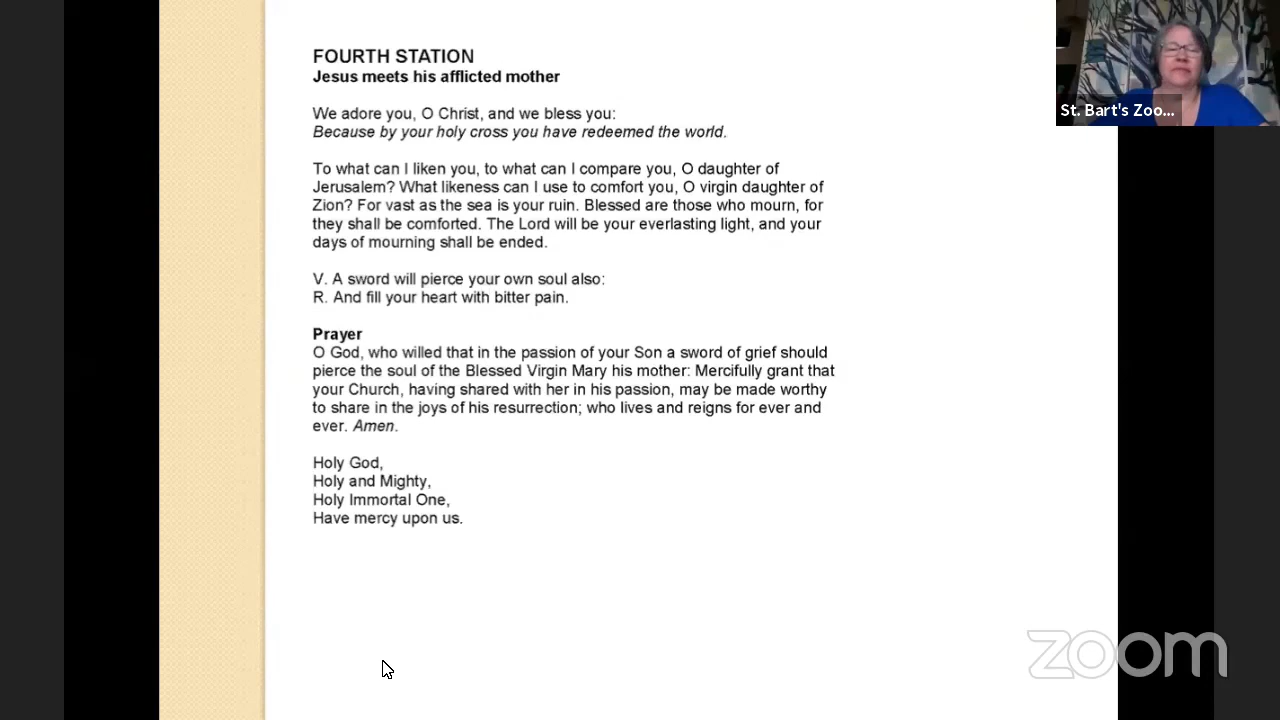 FOURTH STATION
Jesus meets his afflicted mother
We adore you, O Christ, and we bless you:
Because by your holy cross you have redeemed the world.
To what can I liken you, to what can I compare you, O daughter of
Jerusalem? What likeness can I use to comfort you, O virgin daughter of
Zion? For vast as the sea is your ruin. Blessed are those who mourn, for
they shall be comforted. The Lord will be your everlasting light, and your
days of mourning shall be ended.
V. A sword will pierce your own soul also:
R. And fill your heart with bitter pain.
Prayer
O God, who willed that in the passion of your Son a sword of grief should
pierce the soul of the Blessed Virgin Mary his mother: Mercifully grant that
your Church, having shared with her in his passion, may be made worthy
to share in the joys of his resurrection; who lives and reigns for ever and
ever. Amen.
Holy God,
Holy and Mighty,
Holy Immortal One,
Have mercy upon us.
St. Bart's Zoo...
zoom